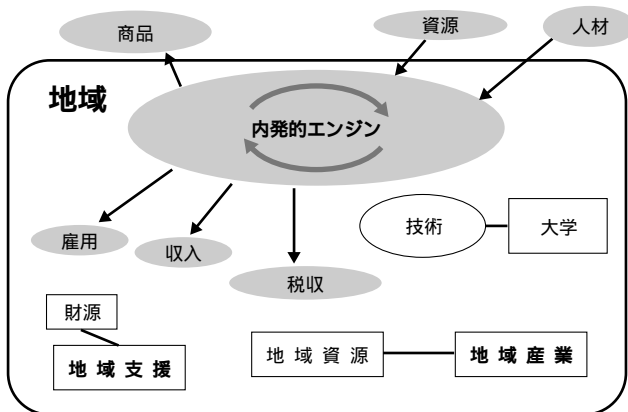 商品
資源
人材
地域
内発的エンジン
雇用
収入
税収
技術
大学
財源
地域支援
地域資源
地域産業